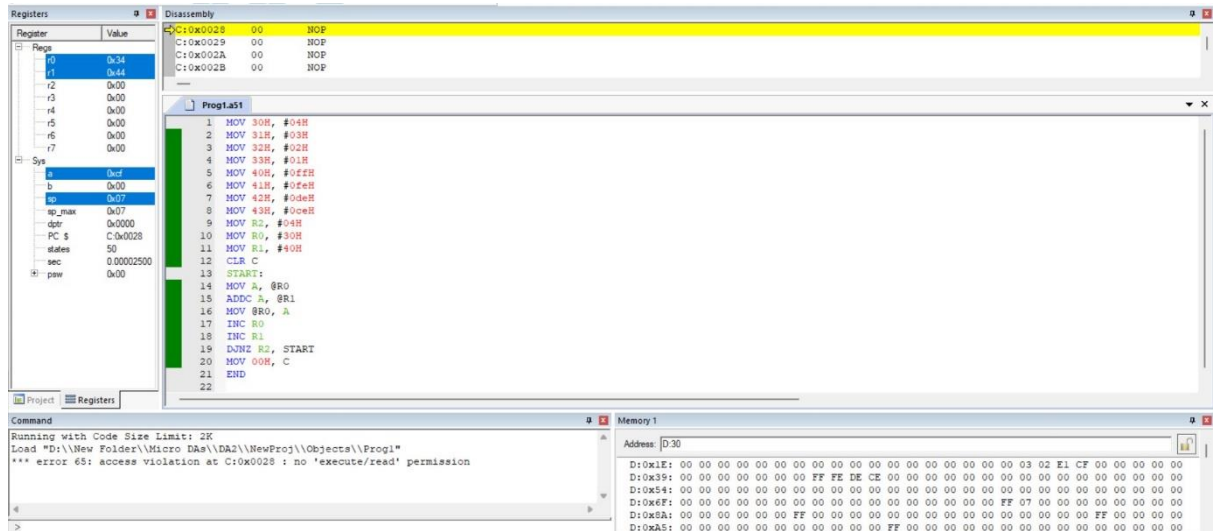 Registers
Register Value
Regs
r0 0x34
r1 0x44
r2 0x00
r3 0x00
r4 0x00
r5 0x00
r6 0x00
r7 0x00
Sys
a 0xcf
b 0x00
sp 0x07
sp_max 0x07
dptr 0x0000
PC $ C:0x0028
states 50
sec 0.00002500
psw 0x00
Project Registers
Disassembly
C:0x0028 00 NOP
C:0x0029 00 NOP
C:0x002A 00 NOP
C:0x002B 00 NOP
Prog1.a51
1 MOV 30H, #04H
2 MOV 31H, #03H
3 MOV 32H, #02H
4 MOV 33H, #01H
5 MOV 40H, #0ffH
6 MOV 41H, #0feH
7 MOV 42H, #0deH
8 MOV 43H, #0ceH
9 MOV R2, #04H
10 MOV R0, #30H
11 MOV R1, #40H
12 CLR C
13 START:
14 MOV A, @R0
15 ADDC A, @R1
16 MOV @R0, A
17 INC R0
18 INC R1
19 DJNZ R2, START
20 MOV 00H, C
21 END
22
Command
Running with Code Size Limit: 2K
Load "D:\\New Folder\\Micro DAs\\DA2\\NewProj\\Objects\\Prog1"
*** error 65: access violation at C:0x0028 : no 'execute/read' permission
>
Memory 1
Address: D:30
D:0x1E: 00 00 00 00 00 00 00 00 00 00 00 00 00 00 00 00 00 00 03 02 E1 CF 00 00 00 00 00
D:0x39: 00 00 00 00 00 00 00 FF FE DE CE 00 00 00 00 00 00 00 00 00 00 00 00 00 00 00 00
D:0x54: 00 00 00 00 00 00 00 00 00 00 00 00 00 00 00 00 00 00 00 00 00 00 00 00 00 00 00
D:0x6F: 00 00 00 00 00 00 00 00 00 00 00 00 00 00 00 00 00 FF 07 00 00 00 00 00 00 00 00
D:0x8A: 00 00 00 00 00 00 FF 00 00 00 00 00 00 00 00 00 00 00 00 00 00 00 FF 00 00 00 00
D:0xA5: 00 00 00 00 00 00 00 00 00 00 00 FF 00 00 00 00 00 00 00 00 00 00 00 00 00 00 00